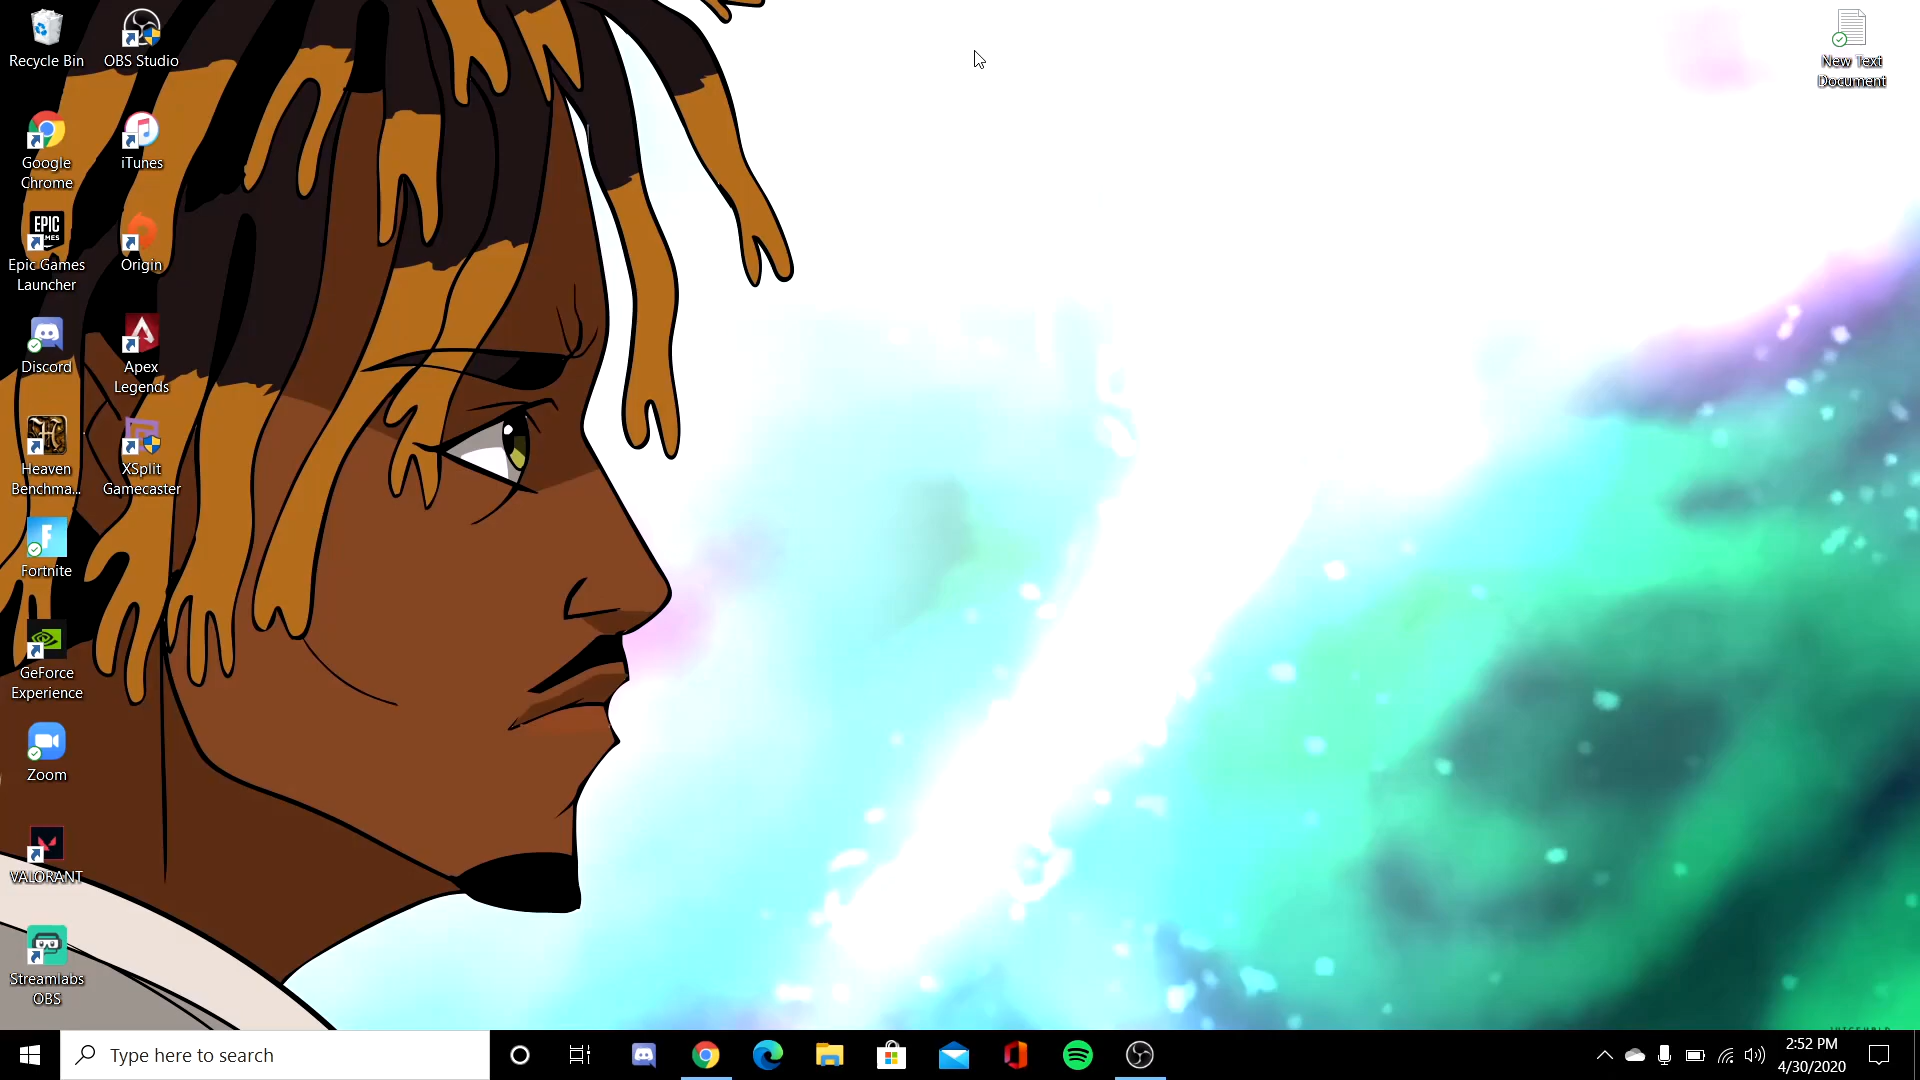 Recycle Bin
OBS Studio
New Text
Document
Google
Chrome
iTunes
EPIC
GAMES
Epic Games
Launcher
Origin
Discord
Apex
Legends
Heaven
Benchma...
XSplit
Gamecaster
Fortnite
GeForce
Experience
Zoom
VALORANT
Streamlabs
OBS
Type here to search
2:52 PM
4/30/2020